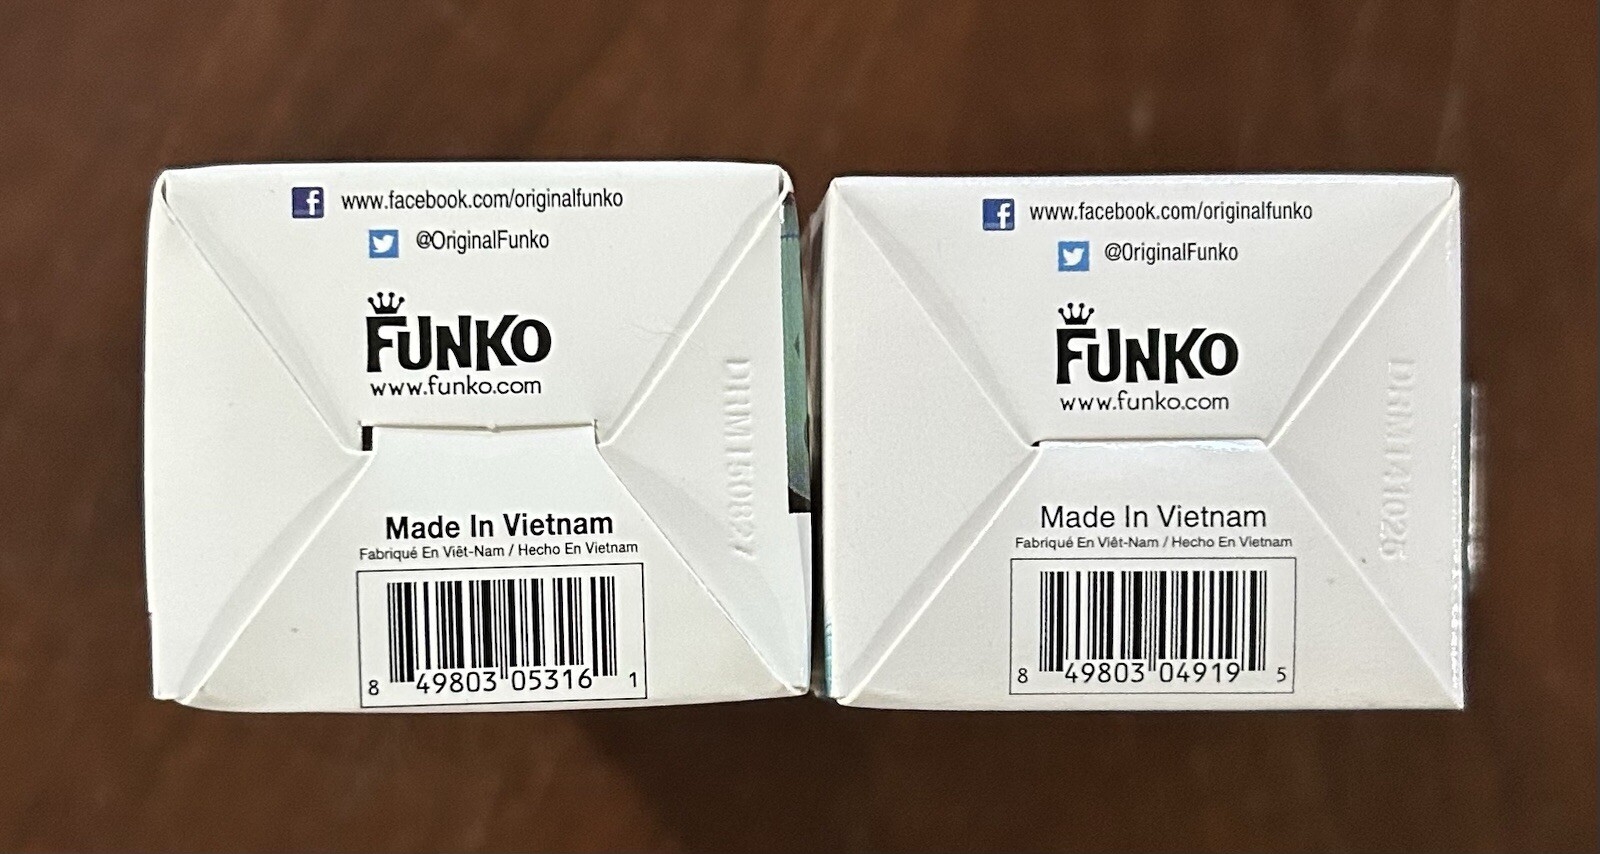 www.facebook.com/originalfunko
@OriginalFunko
FUNKO
www.funko.com
DRM150827
Made In Vietnam
Fabriqué En Viêt-Nam / Hecho En Vietnam
8 49803 05316 1
www.facebook.com/originalfunko
@OriginalFunko
FUNKO
www.funko.com
DRM141025
Made In Vietnam
Fabriqué En Viêt-Nam / Hecho En Vietnam
8 49803 04919 5